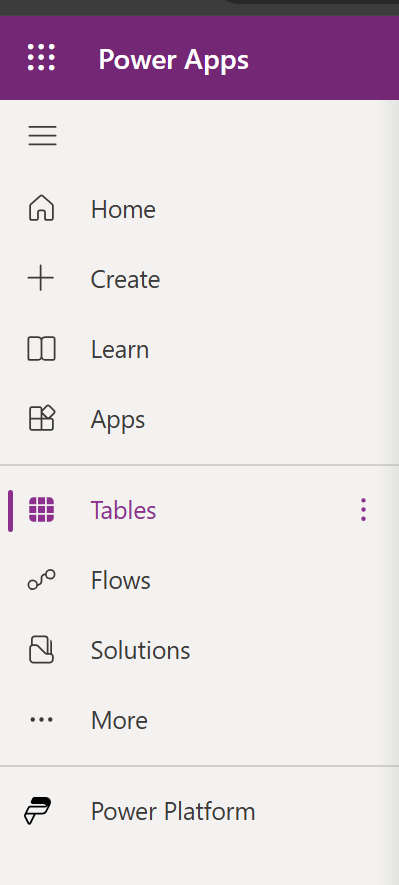 Power Apps
Home
Create
Learn
Apps
Tables
Flows
Solutions
More
Power Platform